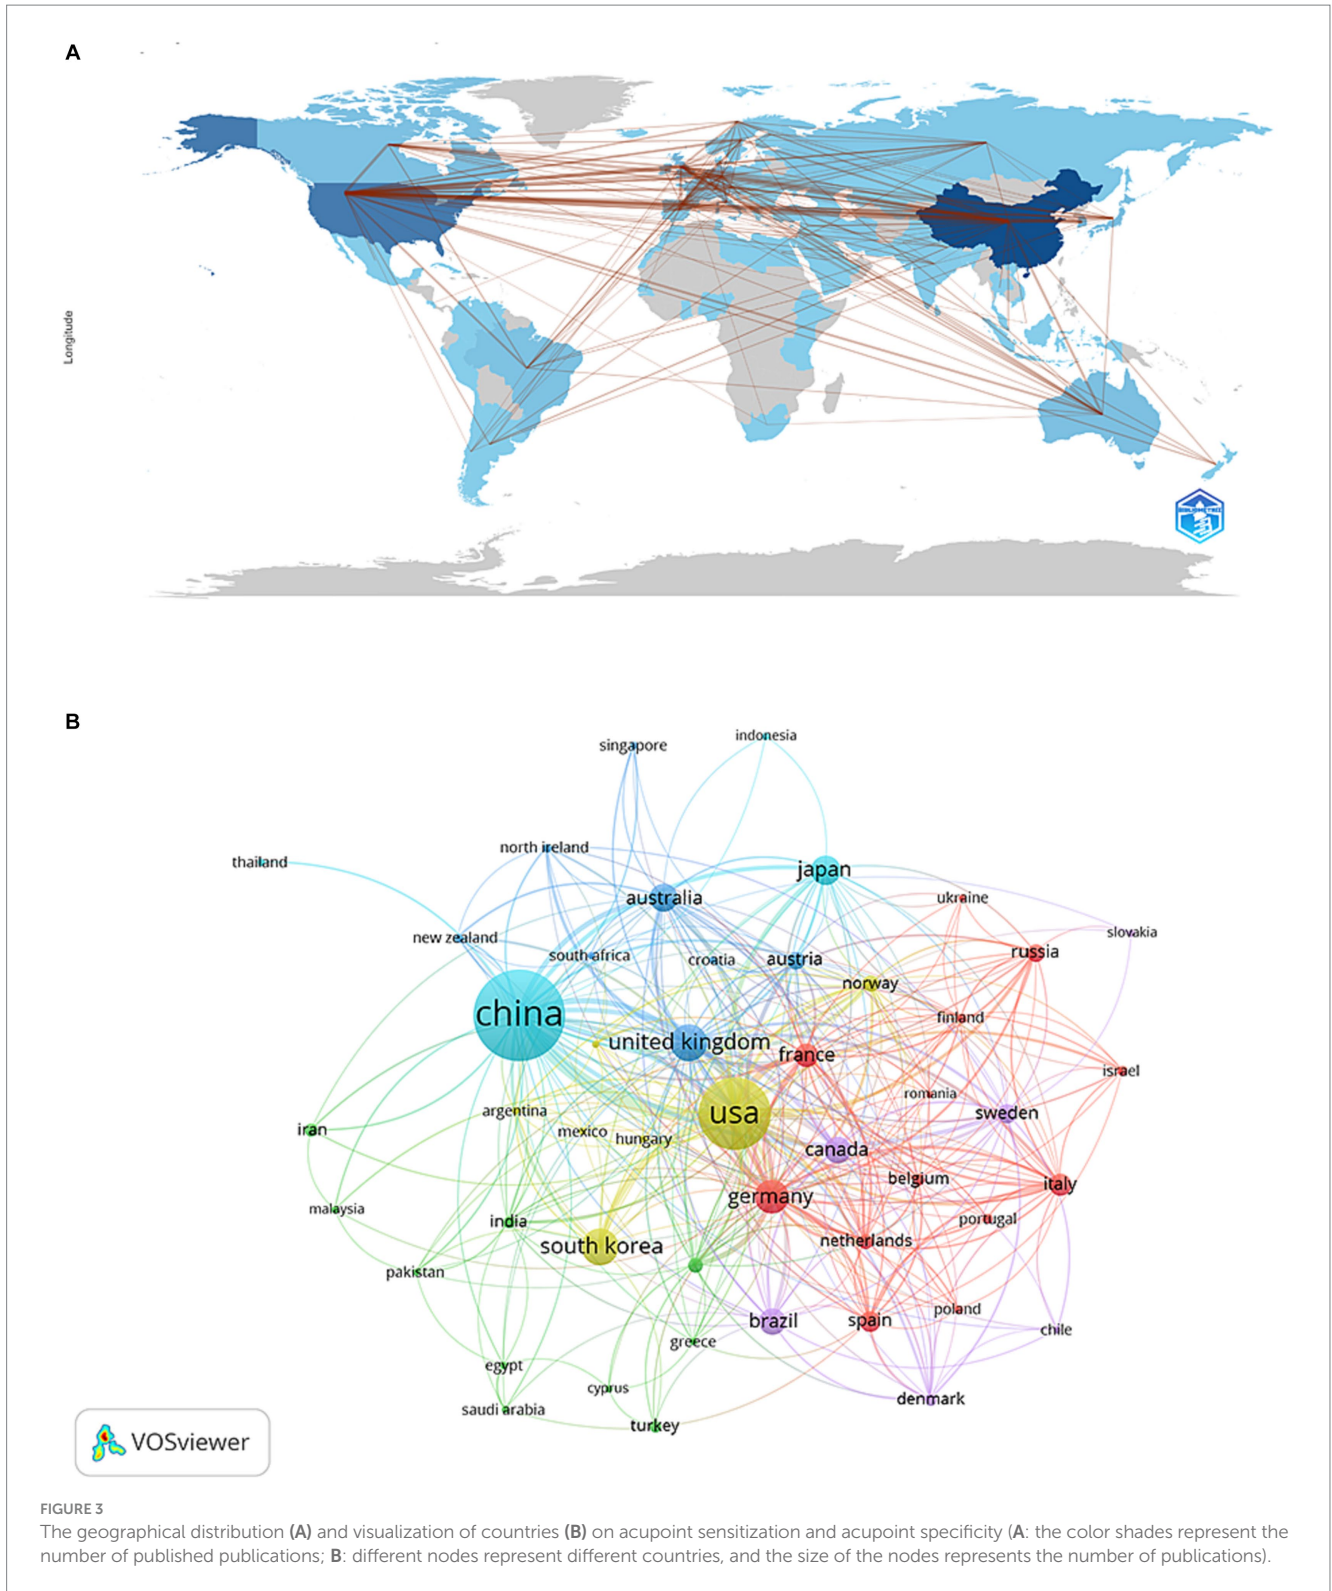 A
Longitude
BIBLIOMETRIX
B
indonesia
singapore
north ireland
thailand
japan
australia
ukraine
slovakia
new zealand
russia
south africa
croatia
austria
norway
china
finland
united kingdom
france
israel
romania
argentina
usa
sweden
iran
mexico
hungary
canada
belgium
italy
germany
malaysia
portugal
india
south korea
netherlands
pakistan
poland
brazil
spain
chile
greece
egypt
cyprus
denmark
saudi arabia
turkey
VOSviewer
FIGURE 3
The geographical distribution (A) and visualization of countries (B) on acupoint sensitization and acupoint specificity (A: the color shades represent the
number of published publications; B: different nodes represent different countries, and the size of the nodes represents the number of publications).